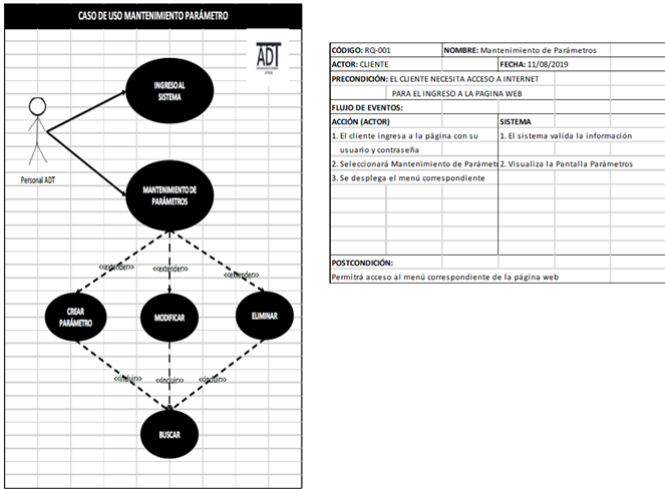 CASO DE USO MANTENIMIENTO PARÁMETRO
ADT
INGRESO AL
SISTEMA
Personal ADT
MANTENIMIENTO DE
PARÁMETROS
<<extender>>
<<extender>>
<<extender>>
CREAR
PARÁMETRO
MODIFICAR
ELIMINAR
<<incluir>>
<<incluir>>
<<incluir>>
BUSCAR
CÓDIGO: RQ-001 NOMBRE: Mantenimiento de Parámetros
ACTOR: CLIENTE FECHA: 11/08/2019
PRECONDICIÓN: EL CLIENTE NECESITA ACCESO A INTERNET
PARA EL INGRESO A LA PAGINA WEB
FLUJO DE EVENTOS:
ACCIÓN (ACTOR) SISTEMA
1. El cliente ingresa a la página con su 1. El sistema valida la información
usuario y contraseña
2. Seleccionará Mantenimiento de Parámet 2. Visualiza la Pantalla Parámetros
3. Se desplega el menú correspondiente
POSTCONDICIÓN:
Permitrá acceso al menú correspondiente de la página web